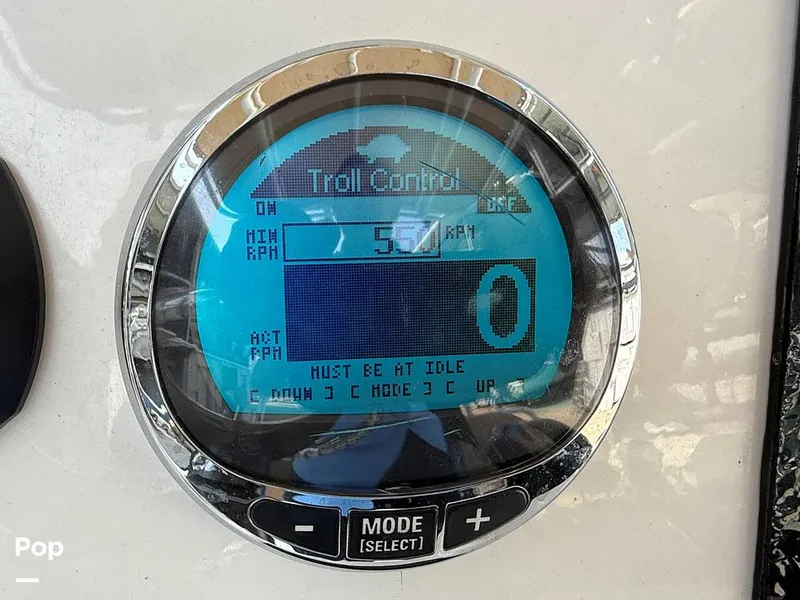 Troll Control
ON OFF
MIN RPM 550 RPM
0
ACT RPM
MUST BE AT IDLE
[ DOWN ] [ MODE ] [ UP ]
- MODE +
[SELECT]
Pop